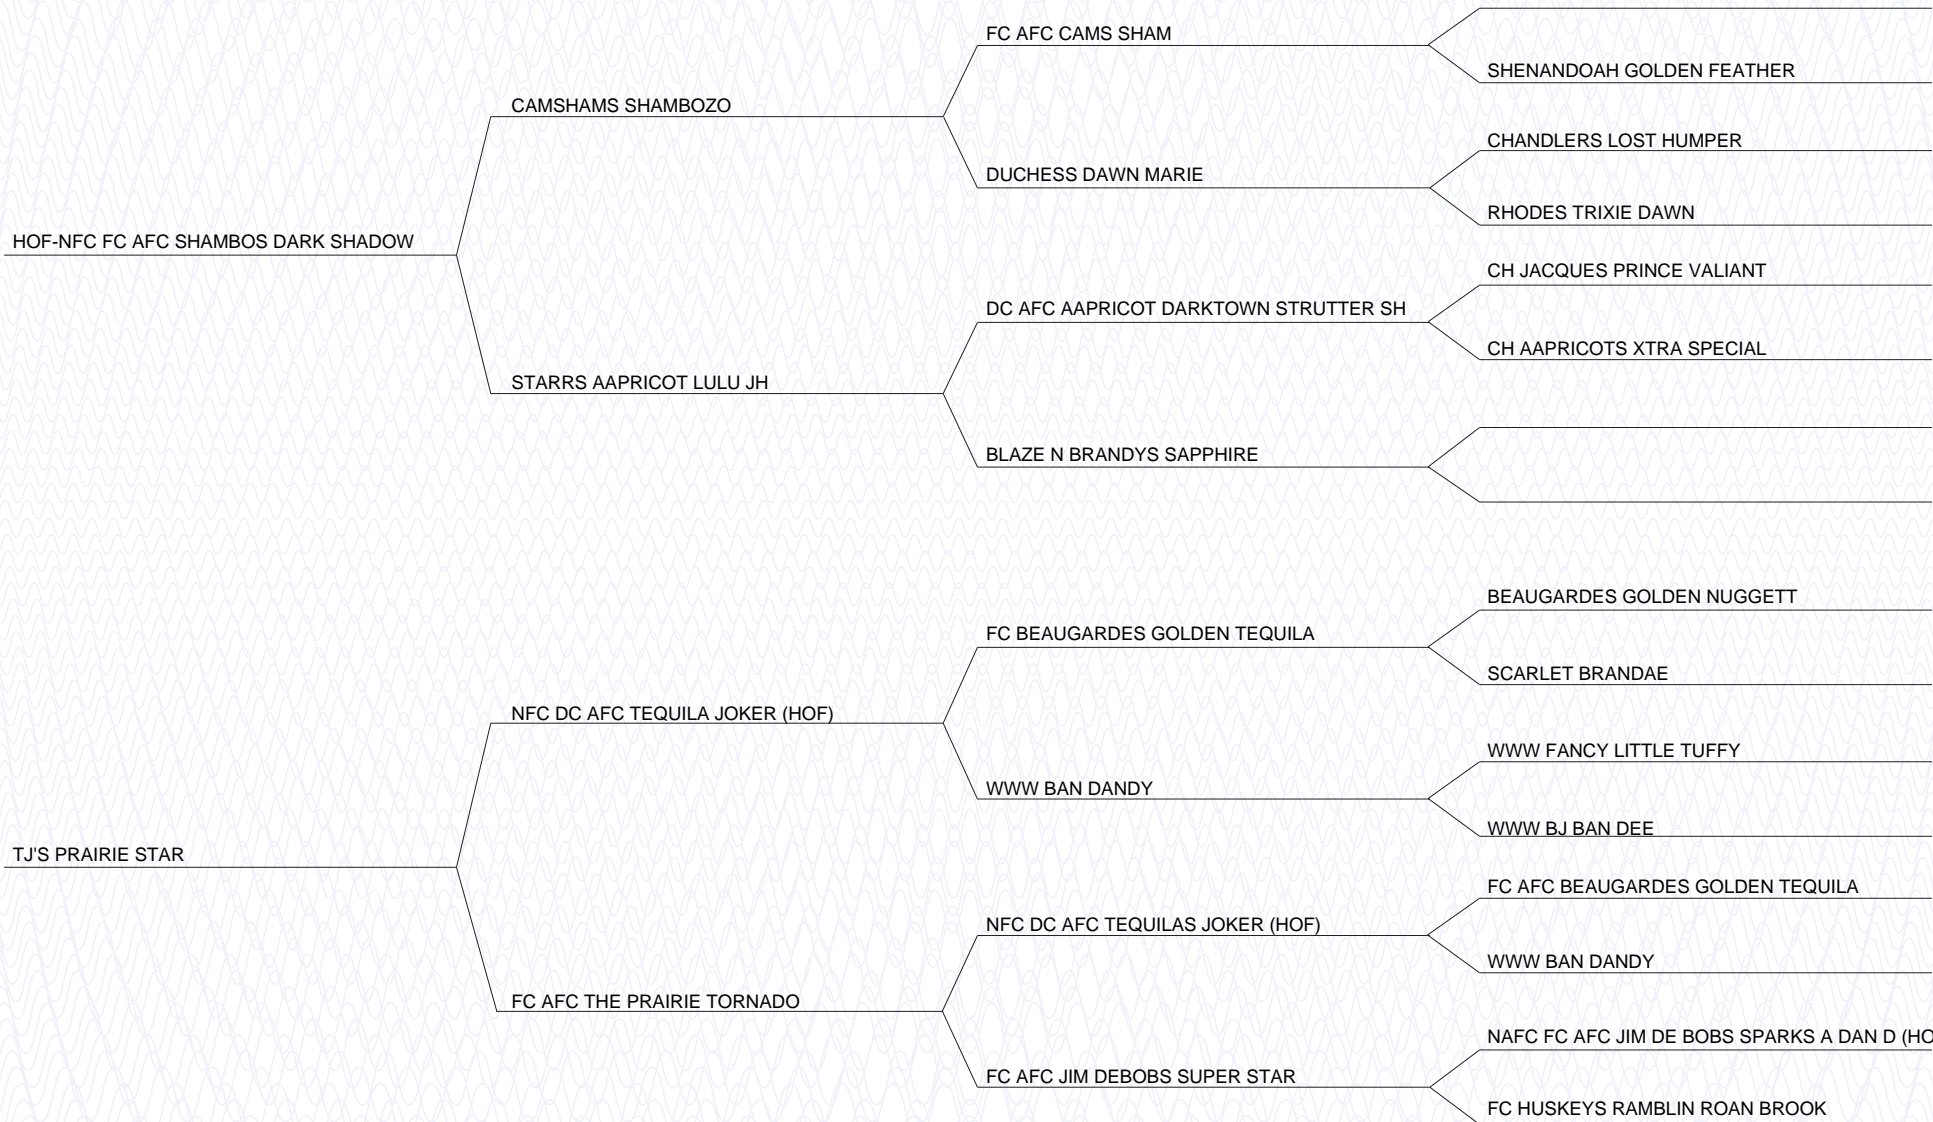 FC AFC CAMS SHAM
SHENANDOAH GOLDEN FEATHER
CAMSHAMS SHAMBOZO
CHANDLERS LOST HUMPER
DUCHESS DAWN MARIE
RHODES TRIXIE DAWN
HOF-NFC FC AFC SHAMBOS DARK SHADOW
CH JACQUES PRINCE VALIANT
DC AFC AAPRICOT DARKTOWN STRUTTER SH
CH AAPRICOTS XTRA SPECIAL
STARRS AAPRICOT LULU JH
BLAZE N BRANDYS SAPPHIRE
BEAUGARDES GOLDEN NUGGETT
FC BEAUGARDES GOLDEN TEQUILA
SCARLET BRANDAE
NFC DC AFC TEQUILA JOKER (HOF)
WWW FANCY LITTLE TUFFY
WWW BAN DANDY
WWW BJ BAN DEE
TJ'S PRAIRIE STAR
FC AFC BEAUGARDES GOLDEN TEQUILA
NFC DC AFC TEQUILAS JOKER (HOF)
WWW BAN DANDY
FC AFC THE PRAIRIE TORNADO
NAFC FC AFC JIM DE BOBS SPARKS A DAN D (HO
FC AFC JIM DEBOBS SUPER STAR
FC HUSKEYS RAMBLIN ROAN BROOK